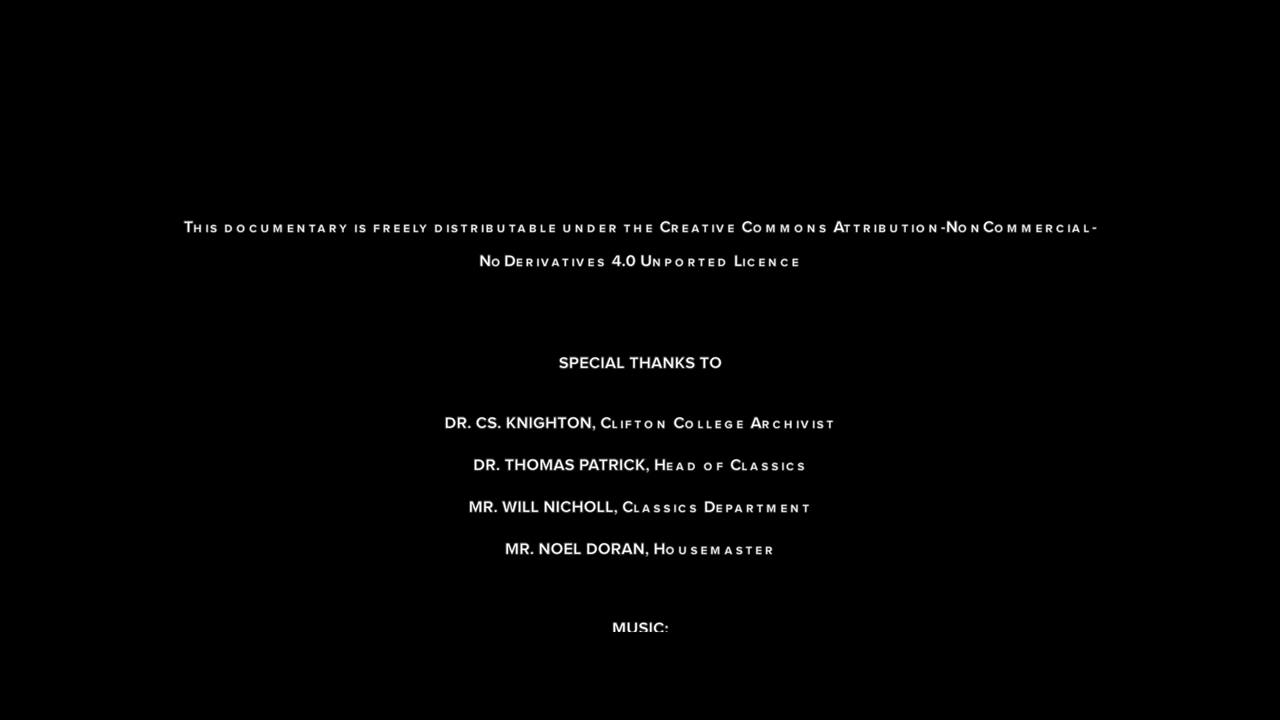 This documentary is freely distributable under the Creative Commons Attribution-NonCommercial-
NoDerivatives 4.0 Unported Licence
SPECIAL THANKS TO
DR. CS. KNIGHTON, Clifton College Archivist
DR. THOMAS PATRICK, Head of Classics
MR. WILL NICHOLL, Classics Department
MR. NOEL DORAN, Housemaster
MUSIC: